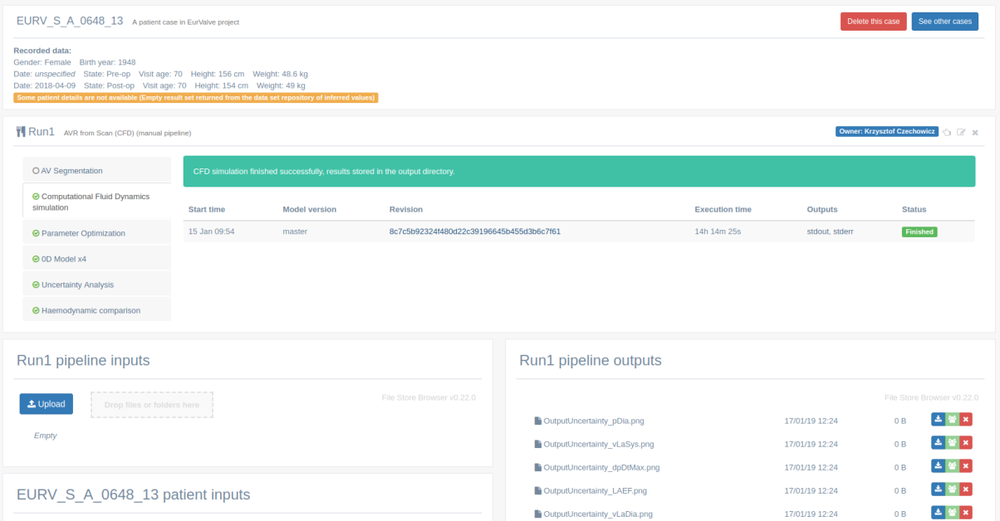 EURV_S_A_0648_13 A patient case in EurValve project
Delete this case See other cases
Recorded data:
Gender: Female Birth year: 1948
Date: unspecified State: Pre-op Visit age: 70 Height: 156 cm Weight: 48.6 kg
Date: 2018-04-09 State: Post-op Visit age: 70 Height: 154 cm Weight: 49 kg
Some patient details are not available (Empty result set returned from the data set repository of inferred values)
Run1 AVR from Scan (CFD) (manual pipeline)
Owner: Krzysztof Czechowicz
AV Segmentation
Computational Fluid Dynamics
simulation
Parameter Optimization
0D Model x4
Uncertainty Analysis
Haemodynamic comparison
CFD simulation finished successfully, results stored in the output directory.
Start time Model version Revision Execution time Outputs Status
15 Jan 09:54 master 8c7c5b92324f480d22c39196645b455d3b6c7f61 14h 14m 25s stdout, stderr Finished
Run1 pipeline inputs
Upload
Drop files or folders here
File Store Browser v0.22.0
Empty
EURV_S_A_0648_13 patient inputs
Run1 pipeline outputs
File Store Browser v0.22.0
OutputUncertainty_pDia.png 17/01/19 12:24 0 B
OutputUncertainty_vLaSys.png 17/01/19 12:24 0 B
OutputUncertainty_dpDtMax.png 17/01/19 12:24 0 B
OutputUncertainty_LAEF.png 17/01/19 12:24 0 B
OutputUncertainty_vLaDia.png 17/01/19 12:24 0 B